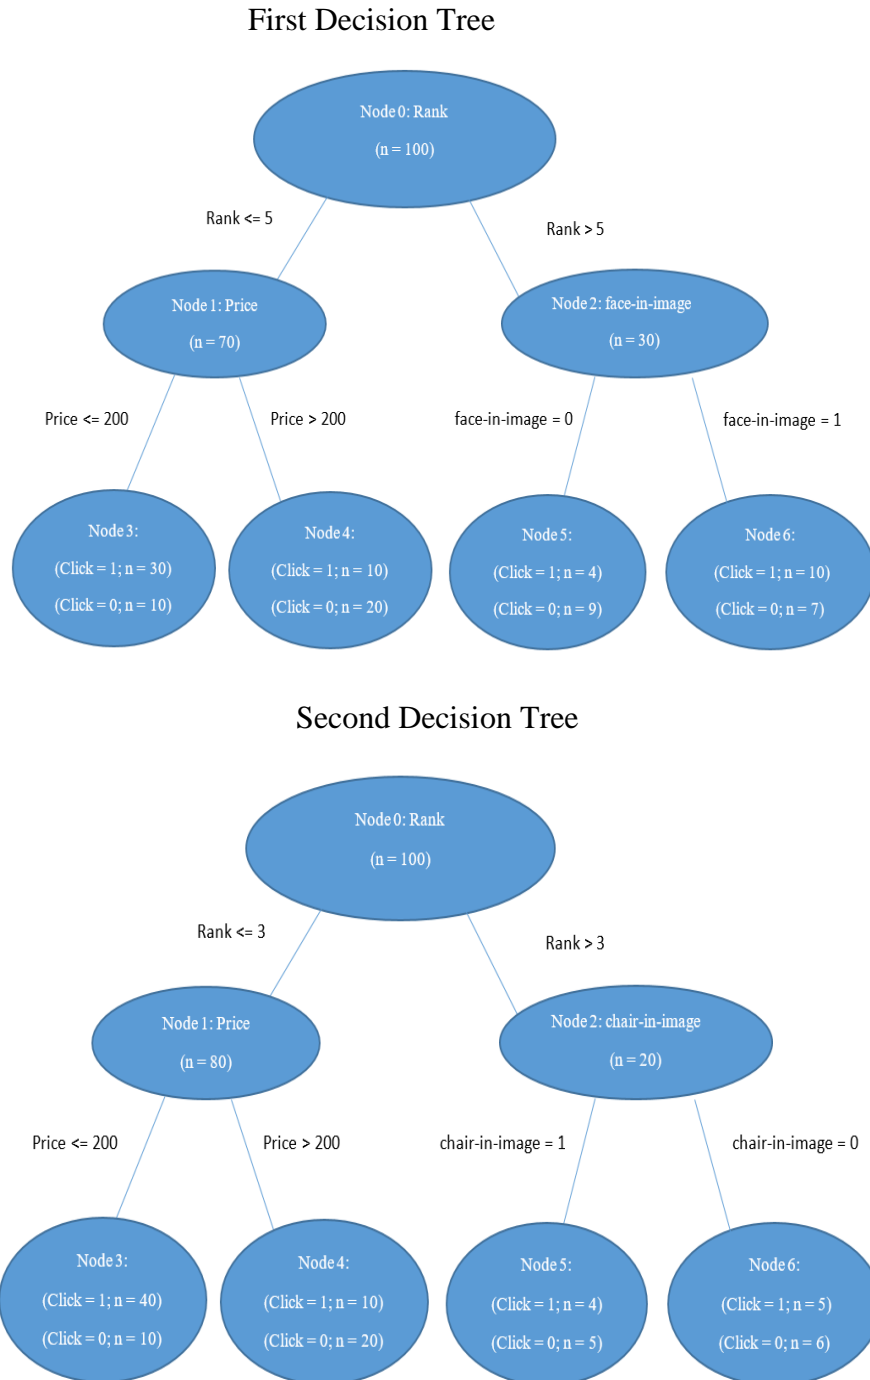 First Decision Tree
Node 0: Rank
(n = 100)
Rank <= 5
Rank > 5
Node 1: Price
(n = 70)
Node 2: face-in-image
(n = 30)
Price <= 200
Price > 200
face-in-image = 0
face-in-image = 1
Node 3:
(Click = 1; n = 30)
(Click = 0; n = 10)
Node 4:
(Click = 1; n = 10)
(Click = 0; n = 20)
Node 5:
(Click = 1; n = 4)
(Click = 0; n = 9)
Node 6:
(Click = 1; n = 10)
(Click = 0; n = 7)
Second Decision Tree
Node 0: Rank
(n = 100)
Rank <= 3
Rank > 3
Node 1: Price
(n = 80)
Node 2: chair-in-image
(n = 20)
Price <= 200
Price > 200
chair-in-image = 1
chair-in-image = 0
Node 3:
(Click = 1; n = 40)
(Click = 0; n = 10)
Node 4:
(Click = 1; n = 10)
(Click = 0; n = 20)
Node 5:
(Click = 1; n = 4)
(Click = 0; n = 5)
Node 6:
(Click = 1; n = 5)
(Click = 0; n = 6)